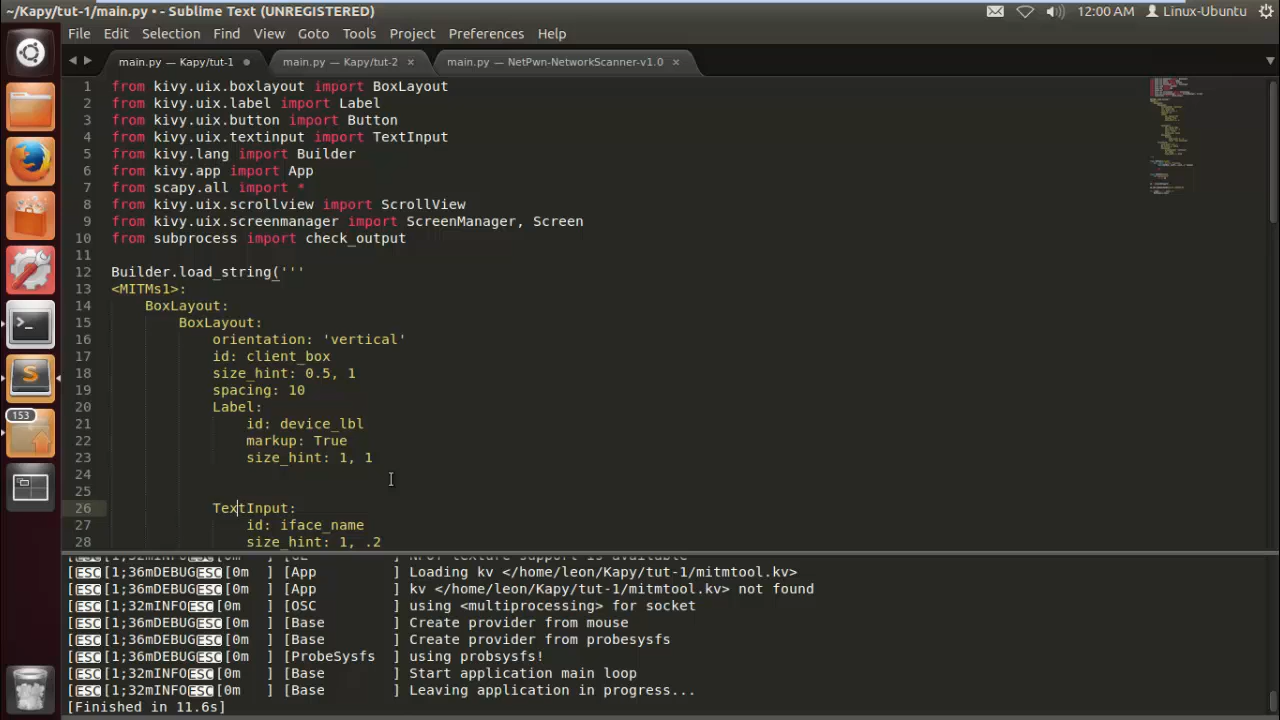 ~/Kapy/tut-1/main.py • - Sublime Text (UNREGISTERED)
12:00 AM
Linux-Ubuntu
File Edit Selection Find View Goto Tools Project Preferences Help
main.py — Kapy/tut-1
main.py — Kapy/tut-2
main.py — NetPwn-NetworkScanner-v1.0
1 from kivy.uix.boxlayout import BoxLayout
2 from kivy.uix.label import Label
3 from kivy.uix.button import Button
4 from kivy.uix.textinput import TextInput
5 from kivy.lang import Builder
6 from kivy.app import App
7 from scapy.all import *
8 from kivy.uix.scrollview import ScrollView
9 from kivy.uix.screenmanager import ScreenManager, Screen
10 from subprocess import check_output
11
12 Builder.load_string('''
13 <MITMs1>:
14 BoxLayout:
15 BoxLayout:
16 orientation: 'vertical'
17 id: client_box
18 size_hint: 0.5, 1
19 spacing: 10
20 Label:
21 id: device_lbl
22 markup: True
23 size_hint: 1, 1
24
25
26 TextInput:
27 id: iface_name
28 size_hint: 1, .2
153
[ESC[1;36mDEBUGESC[0m ] [App ] Loading kv </home/leon/Kapy/tut-1/mitmtool.kv>
[ESC[1;36mDEBUGESC[0m ] [App ] kv </home/leon/Kapy/tut-1/mitmtool.kv> not found
[ESC[1;32mINFOESC[0m ] [OSC ] using <multiprocessing> for socket
[ESC[1;36mDEBUGESC[0m ] [Base ] Create provider from mouse
[ESC[1;36mDEBUGESC[0m ] [Base ] Create provider from probesysfs
[ESC[1;36mDEBUGESC[0m ] [ProbeSysfs ] using probsysfs!
[ESC[1;32mINFOESC[0m ] [Base ] Start application main loop
[ESC[1;32mINFOESC[0m ] [Base ] Leaving application in progress...
[Finished in 11.6s]